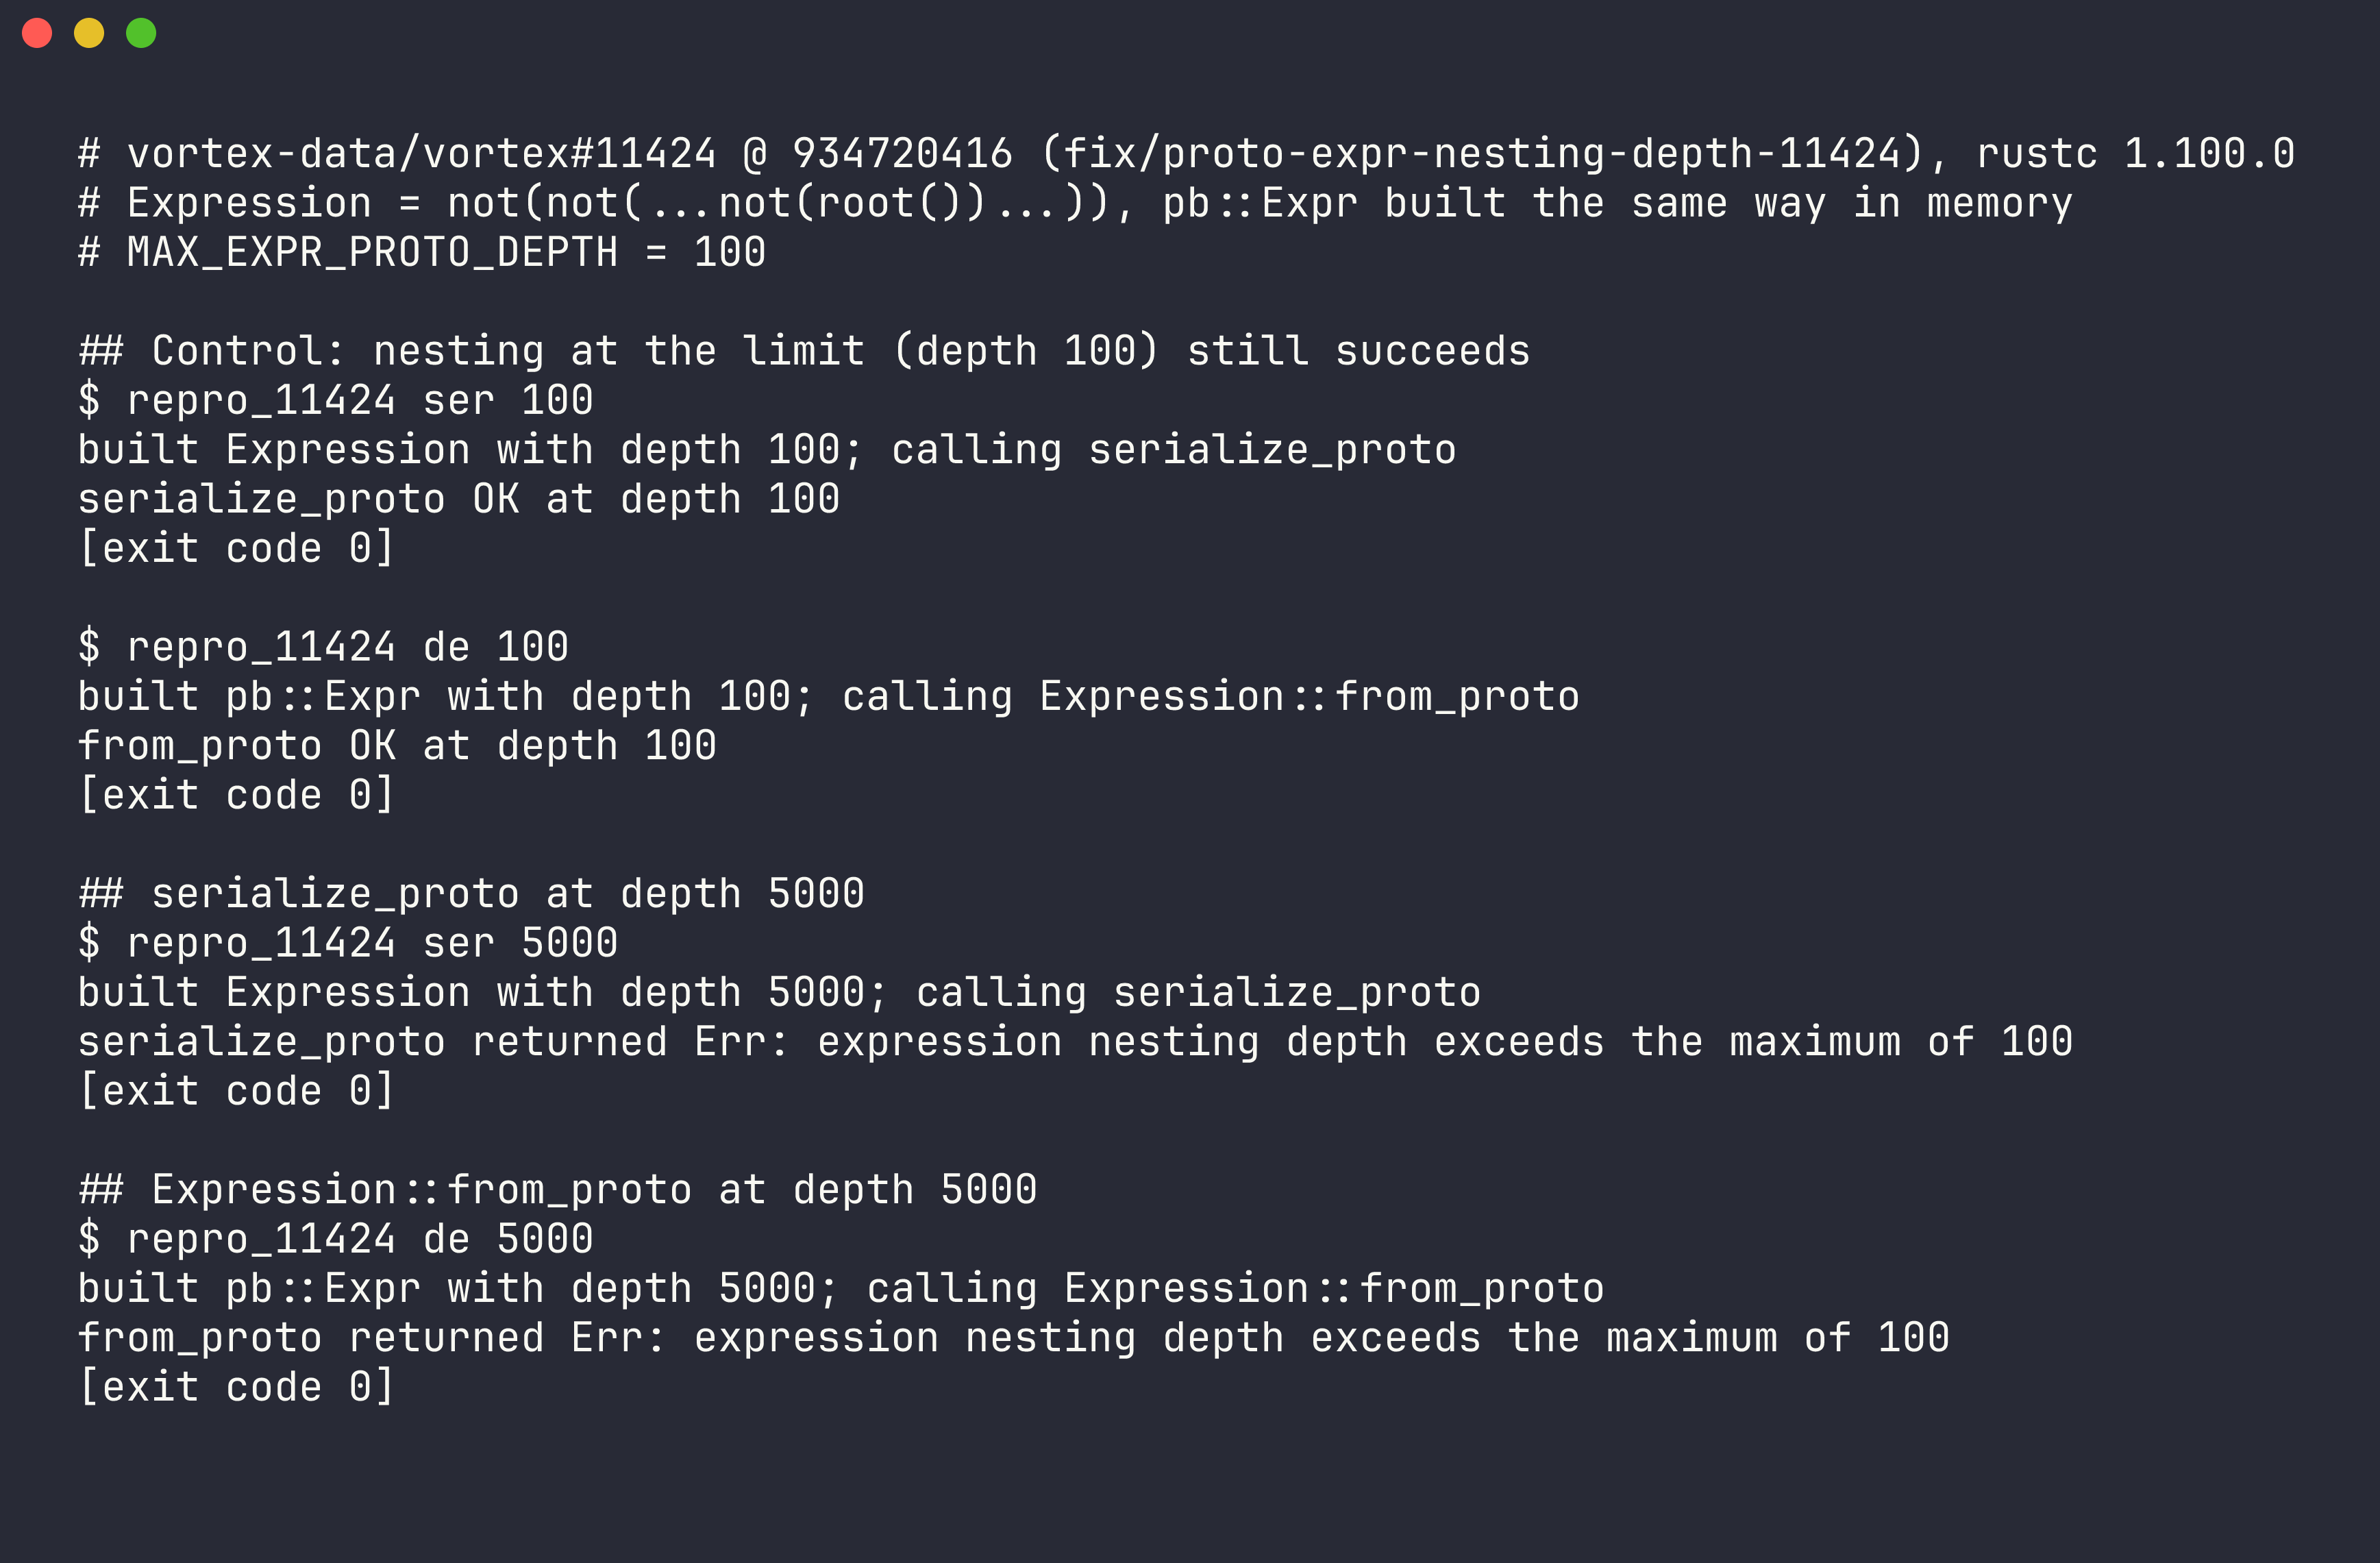 # vortex-data/vortex#11424 @ 934720416 (fix/proto-expr-nesting-depth-11424), rustc 1.100.0
# Expression = not(not(...not(root())...)), pb::Expr built the same way in memory
# MAX_EXPR_PROTO_DEPTH = 100

## Control: nesting at the limit (depth 100) still succeeds
$ repro_11424 ser 100
built Expression with depth 100; calling serialize_proto
serialize_proto OK at depth 100
[exit code 0]

$ repro_11424 de 100
built pb::Expr with depth 100; calling Expression::from_proto
from_proto OK at depth 100
[exit code 0]

## serialize_proto at depth 5000
$ repro_11424 ser 5000
built Expression with depth 5000; calling serialize_proto
serialize_proto returned Err: expression nesting depth exceeds the maximum of 100
[exit code 0]

## Expression::from_proto at depth 5000
$ repro_11424 de 5000
built pb::Expr with depth 5000; calling Expression::from_proto
from_proto returned Err: expression nesting depth exceeds the maximum of 100
[exit code 0]